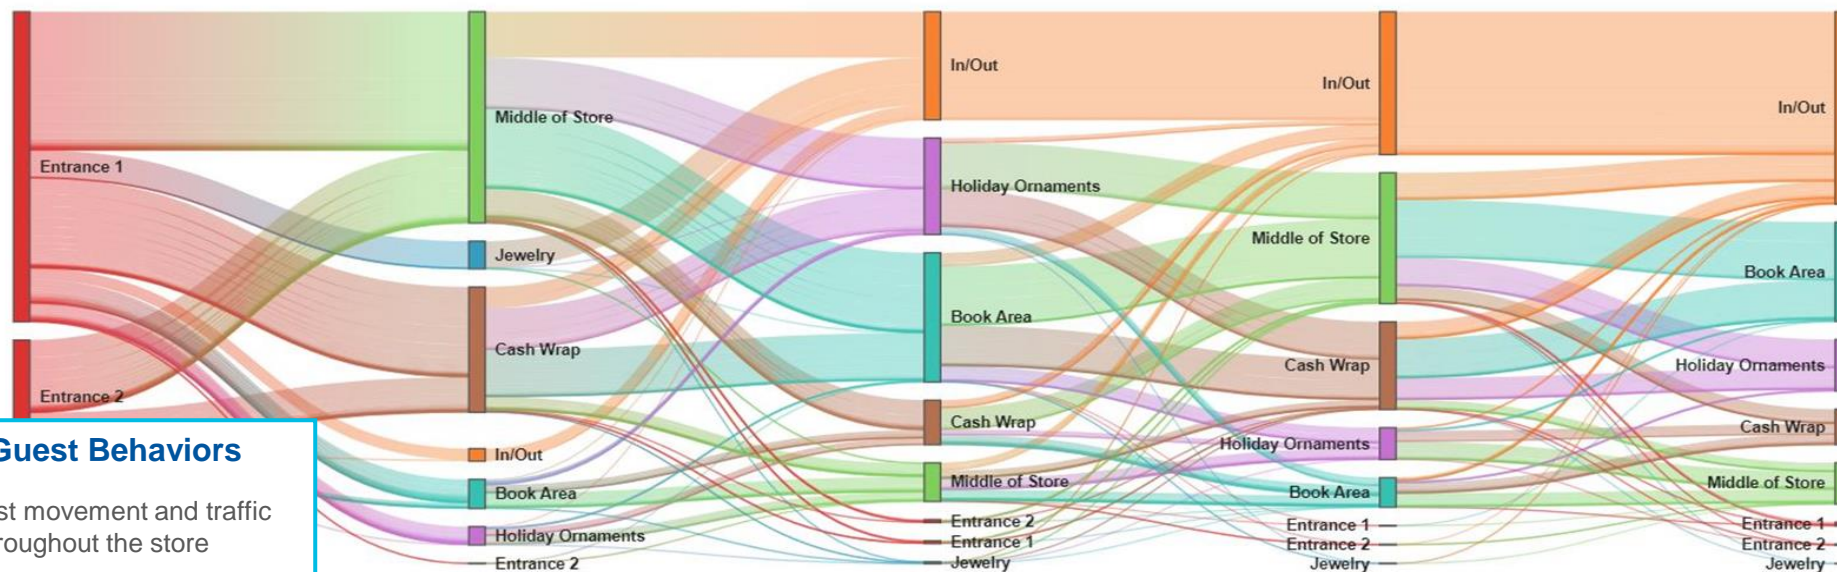 Entrance 1
Entrance 2
Middle of Store
Jewelry
Cash Wrap
In/Out
Book Area
Holiday Ornaments
Entrance 2
In/Out
Holiday Ornaments
Book Area
Cash Wrap
Middle of Store
Entrance 2
Entrance 1
Jewelry
In/Out
Middle of Store
Cash Wrap
Holiday Ornaments
Book Area
Entrance 1
Entrance 2
Jewelry
In/Out
Book Area
Holiday Ornaments
Cash Wrap
Middle of Store
Entrance 1
Entrance 2
Jewelry
Guest Behaviors
st movement and traffic
roughout the store